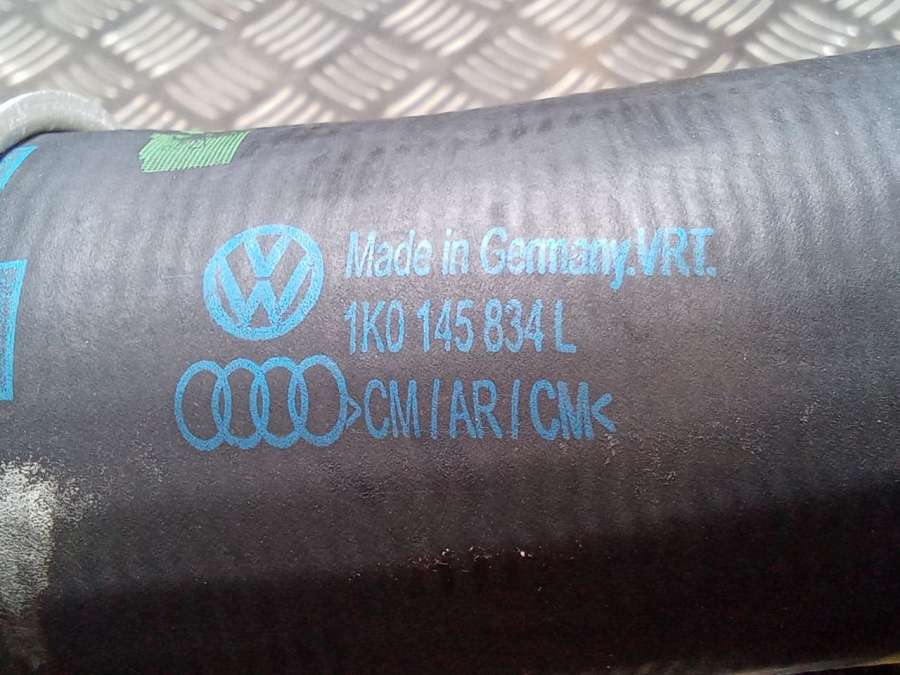 Made in Germany.VRT.
1K0 145 834 L
>CM/AR/CM<